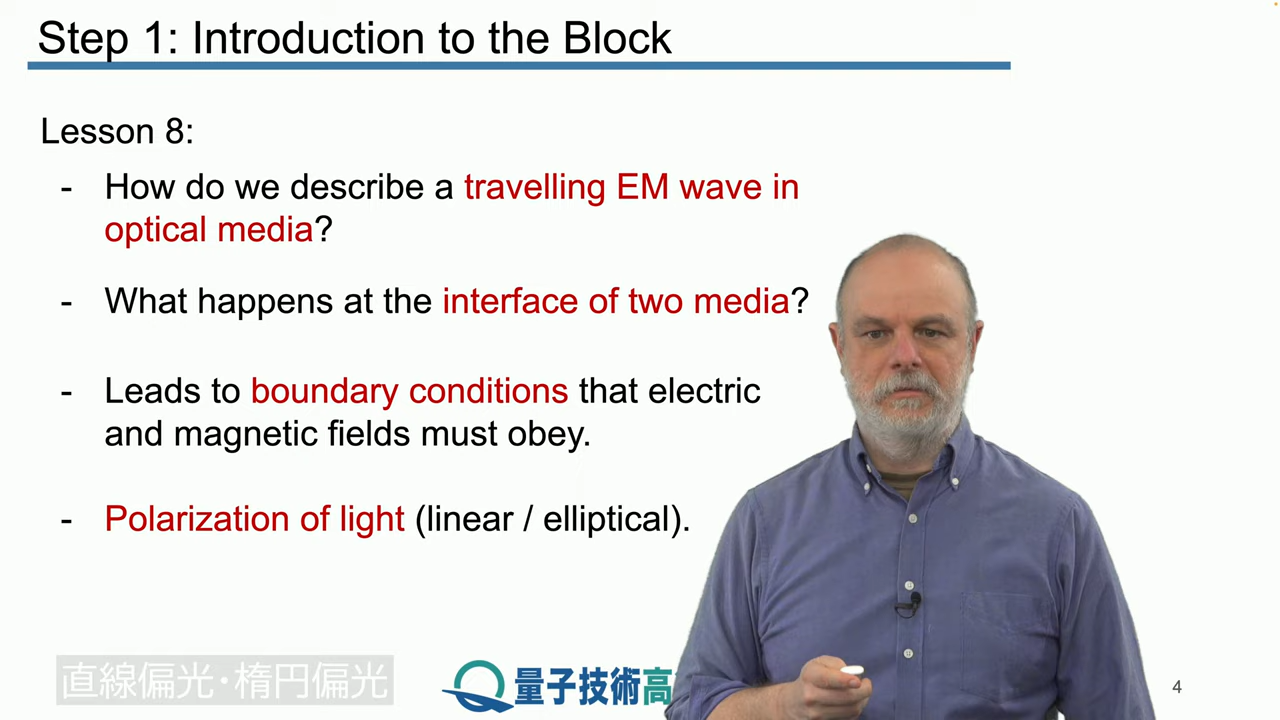 Step 1: Introduction to the Block
Lesson 8:
- How do we describe a travelling EM wave in
optical media?
- What happens at the interface of two media?
- Leads to boundary conditions that electric
and magnetic fields must obey.
- Polarization of light (linear / elliptical).
直線偏光・楕円偏光
量子技術高
4